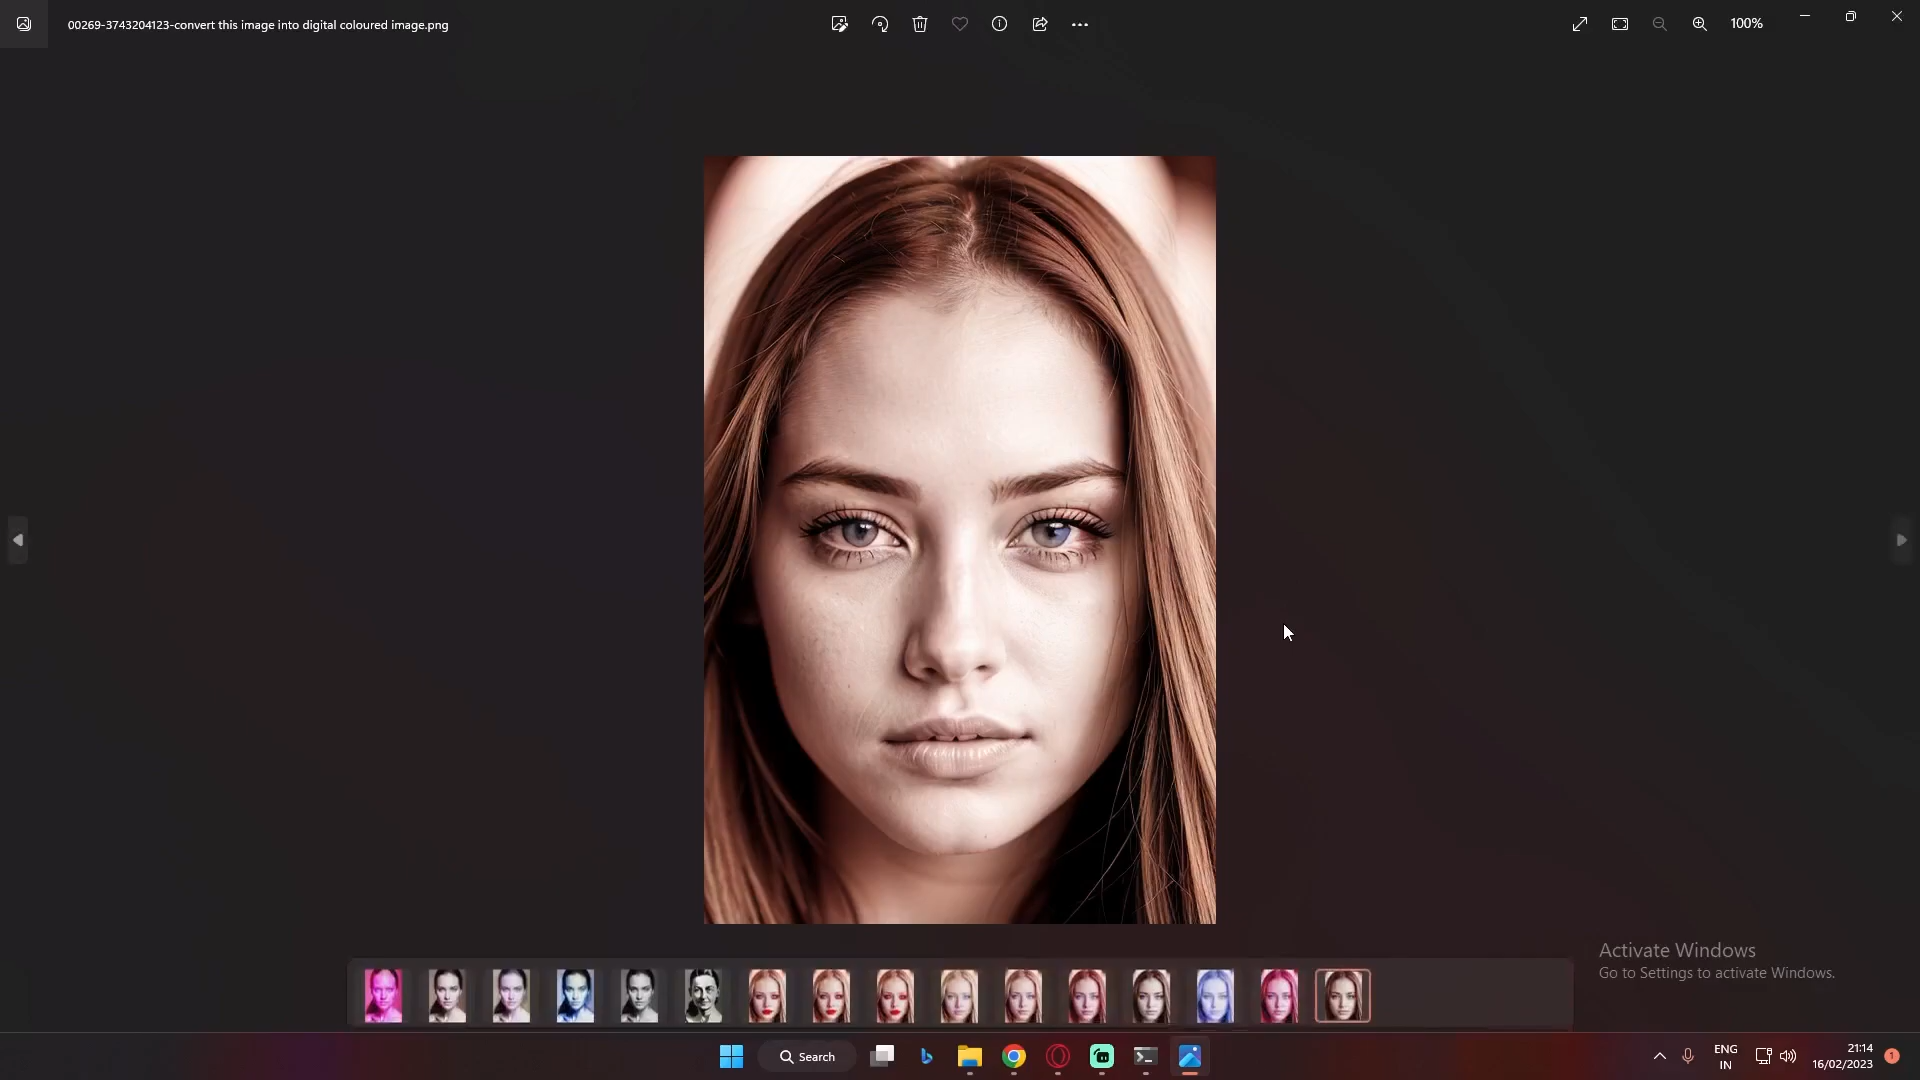 00269-3743204123-convert this image into digital coloured image.png
100%
Activate Windows
Go to Settings to activate Windows.
Search
ENG
IN
21:14
16/02/2023
1